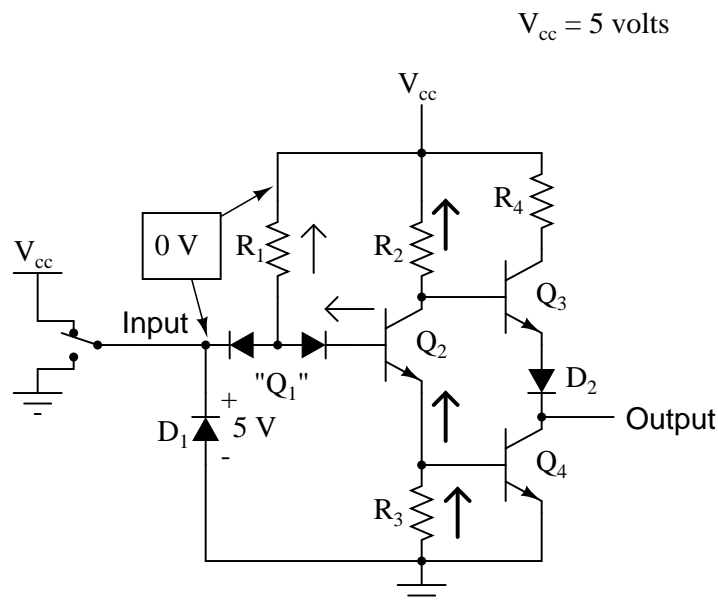 Vcc = 5 volts
Vcc
R4
R1
R2
0 V
Vcc
Q3
Input
Q2
"Q1"
D2
+
D1
5 V
-
Output
Q4
R3